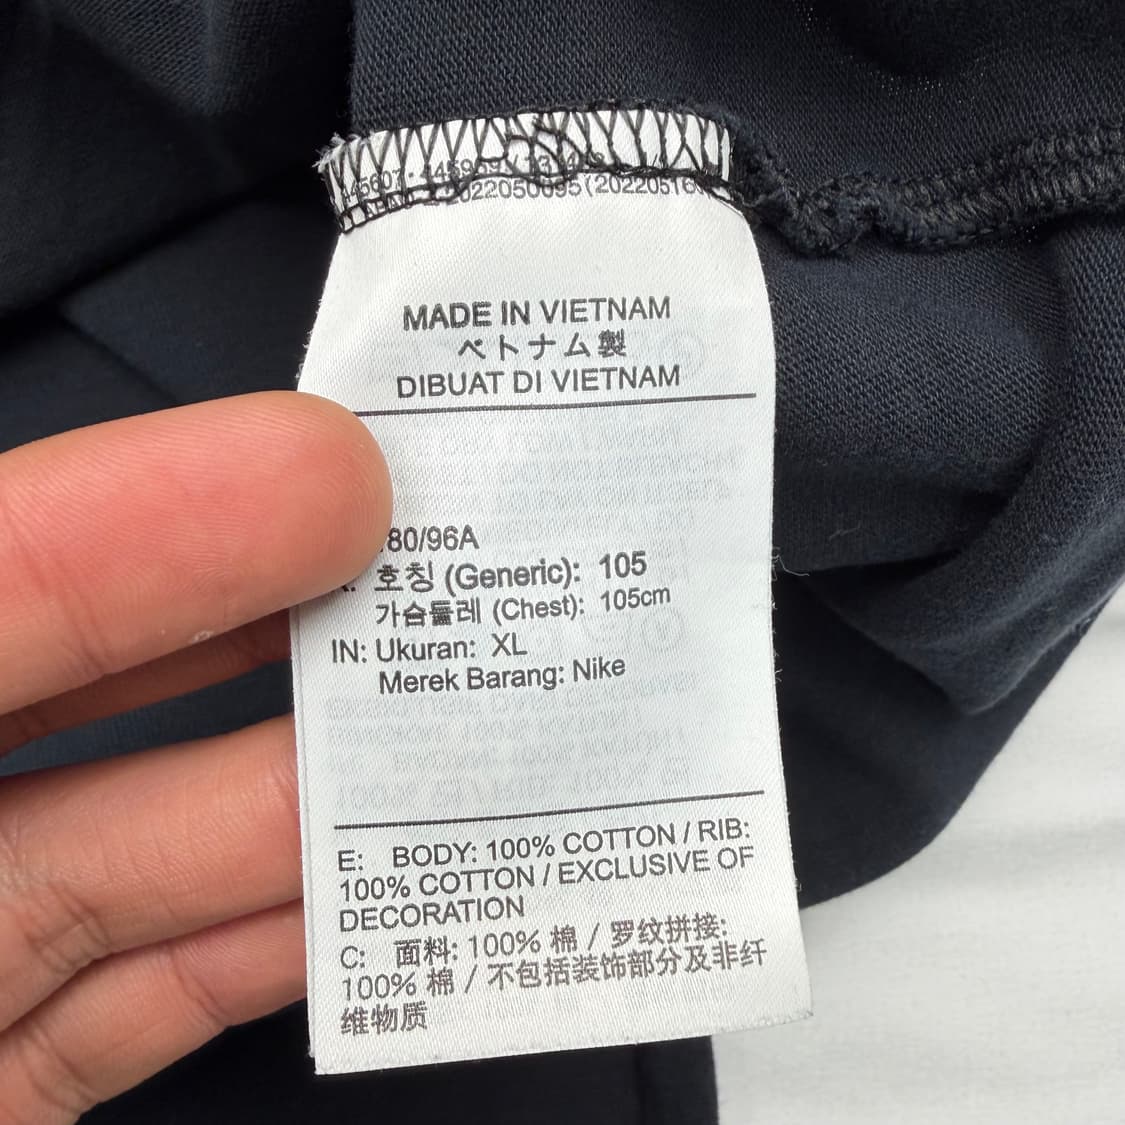 2022050095(20220516
MADE IN VIETNAM
ベトナム製
DIBUAT DI VIETNAM
80/96A
호칭 (Generic): 105
가슴둘레 (Chest): 105cm
IN: Ukuran: XL
Merek Barang: Nike
E: BODY: 100% COTTON / RIB:
100% COTTON / EXCLUSIVE OF
DECORATION
C: 面料: 100% 棉 / 罗纹拼接:
100% 棉 / 不包括装饰部分及非纤
维物质